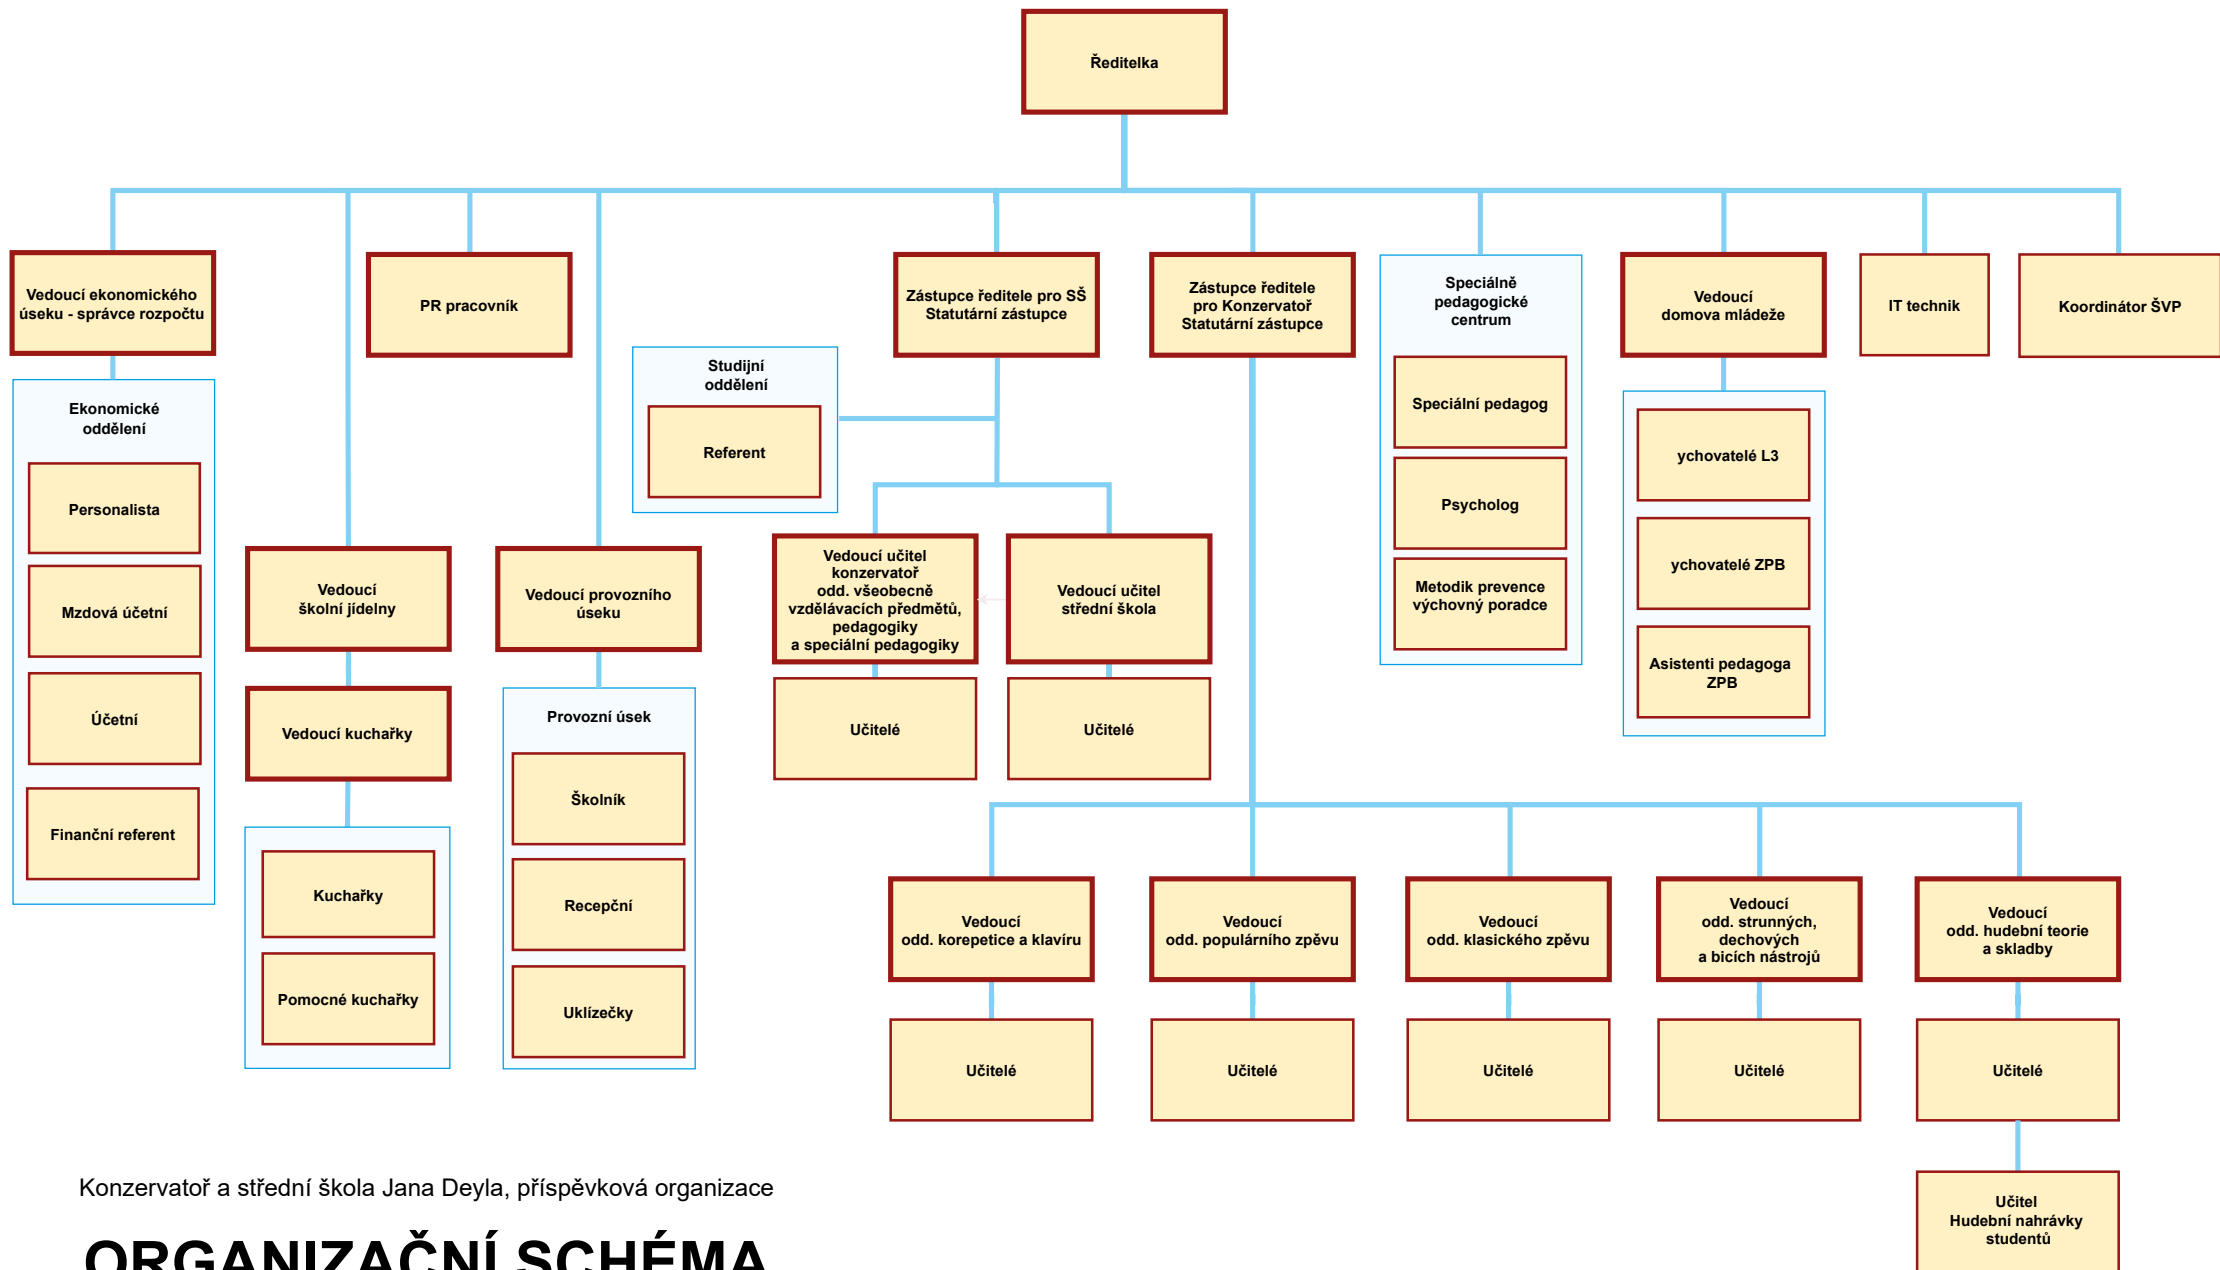 Ředitelka
Vedoucí ekonomického
úseku - správce rozpočtu
PR pracovník
Zástupce ředitele pro SŠ
Statutární zástupce
Zástupce ředitele
pro Konzervatoř
Statutární zástupce
Speciálně
pedagogické
centrum
Vedoucí
domova mládeže
IT technik
Koordinátor ŠVP
Ekonomické
oddělení
Personalista
Mzdová účetní
Účetní
Finanční referent
Vedoucí
školní jídelny
Vedoucí kuchařky
Kuchařky
Pomocné kuchařky
Vedoucí provozního
úseku
Provozní úsek
Školník
Recepční
Uklízečky
Studijní
oddělení
Referent
Vedoucí učitel
konzervatoř
odd. všeobecně
vzdělávacích předmětů,
pedagogiky
a speciální pedagogiky
Učitelé
Vedoucí učitel
střední škola
Učitelé
Speciální pedagog
Psycholog
Metodik prevence
výchovný poradce
ychovatelé L3
ychovatelé ZPB
Asistenti pedagoga
ZPB
Vedoucí
odd. korepetice a klavíru
Učitelé
Vedoucí
odd. populárního zpěvu
Učitelé
Vedoucí
odd. klasického zpěvu
Učitelé
Vedoucí
odd. strunných,
dechových
a bicích nástrojů
Učitelé
Vedoucí
odd. hudební teorie
a skladby
Učitelé
Učitel
Hudební nahrávky
studentů
Konzervatoř a střední škola Jana Deyla, příspěvková organizace
ORGANIZAČNÍ SCHÉMA